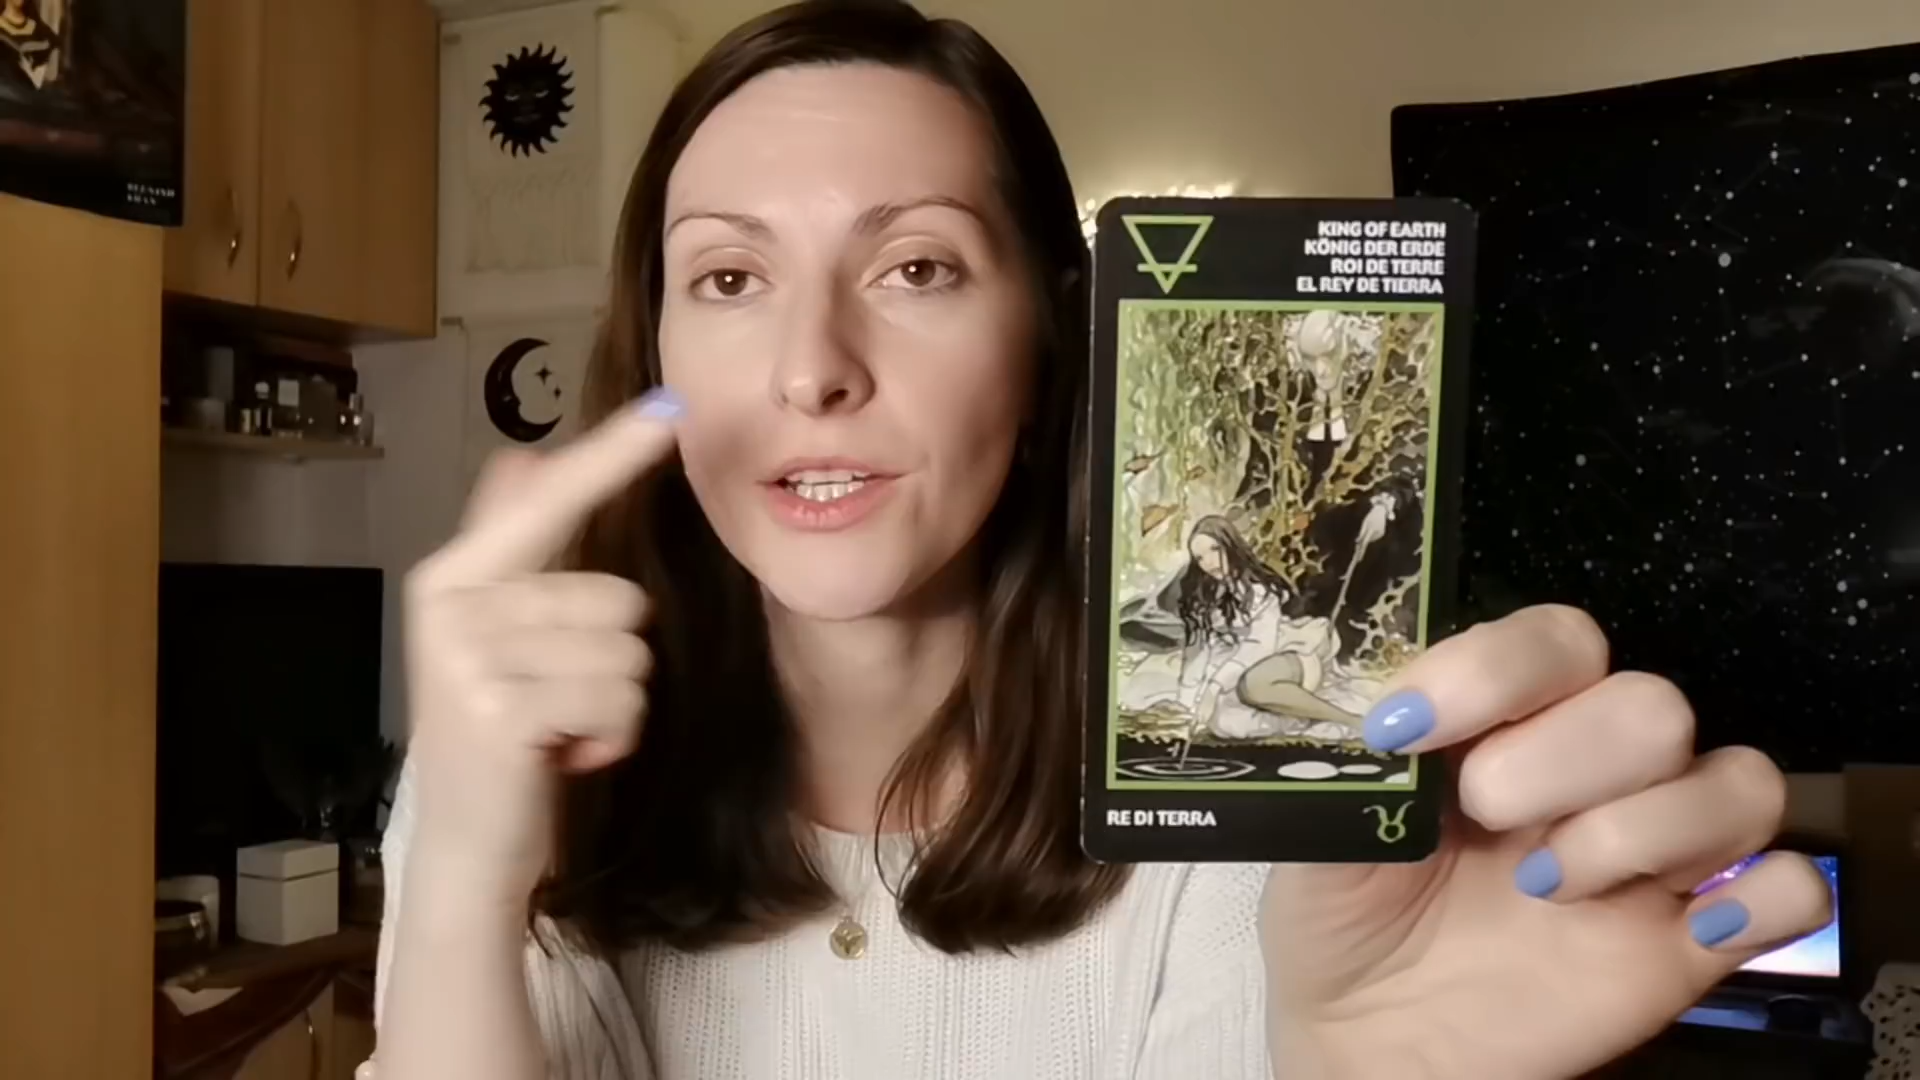 KING OF EARTH
KÖNIG DER ERDE
ROI DE TERRE
EL REY DE TIERRA
RE DI TERRA